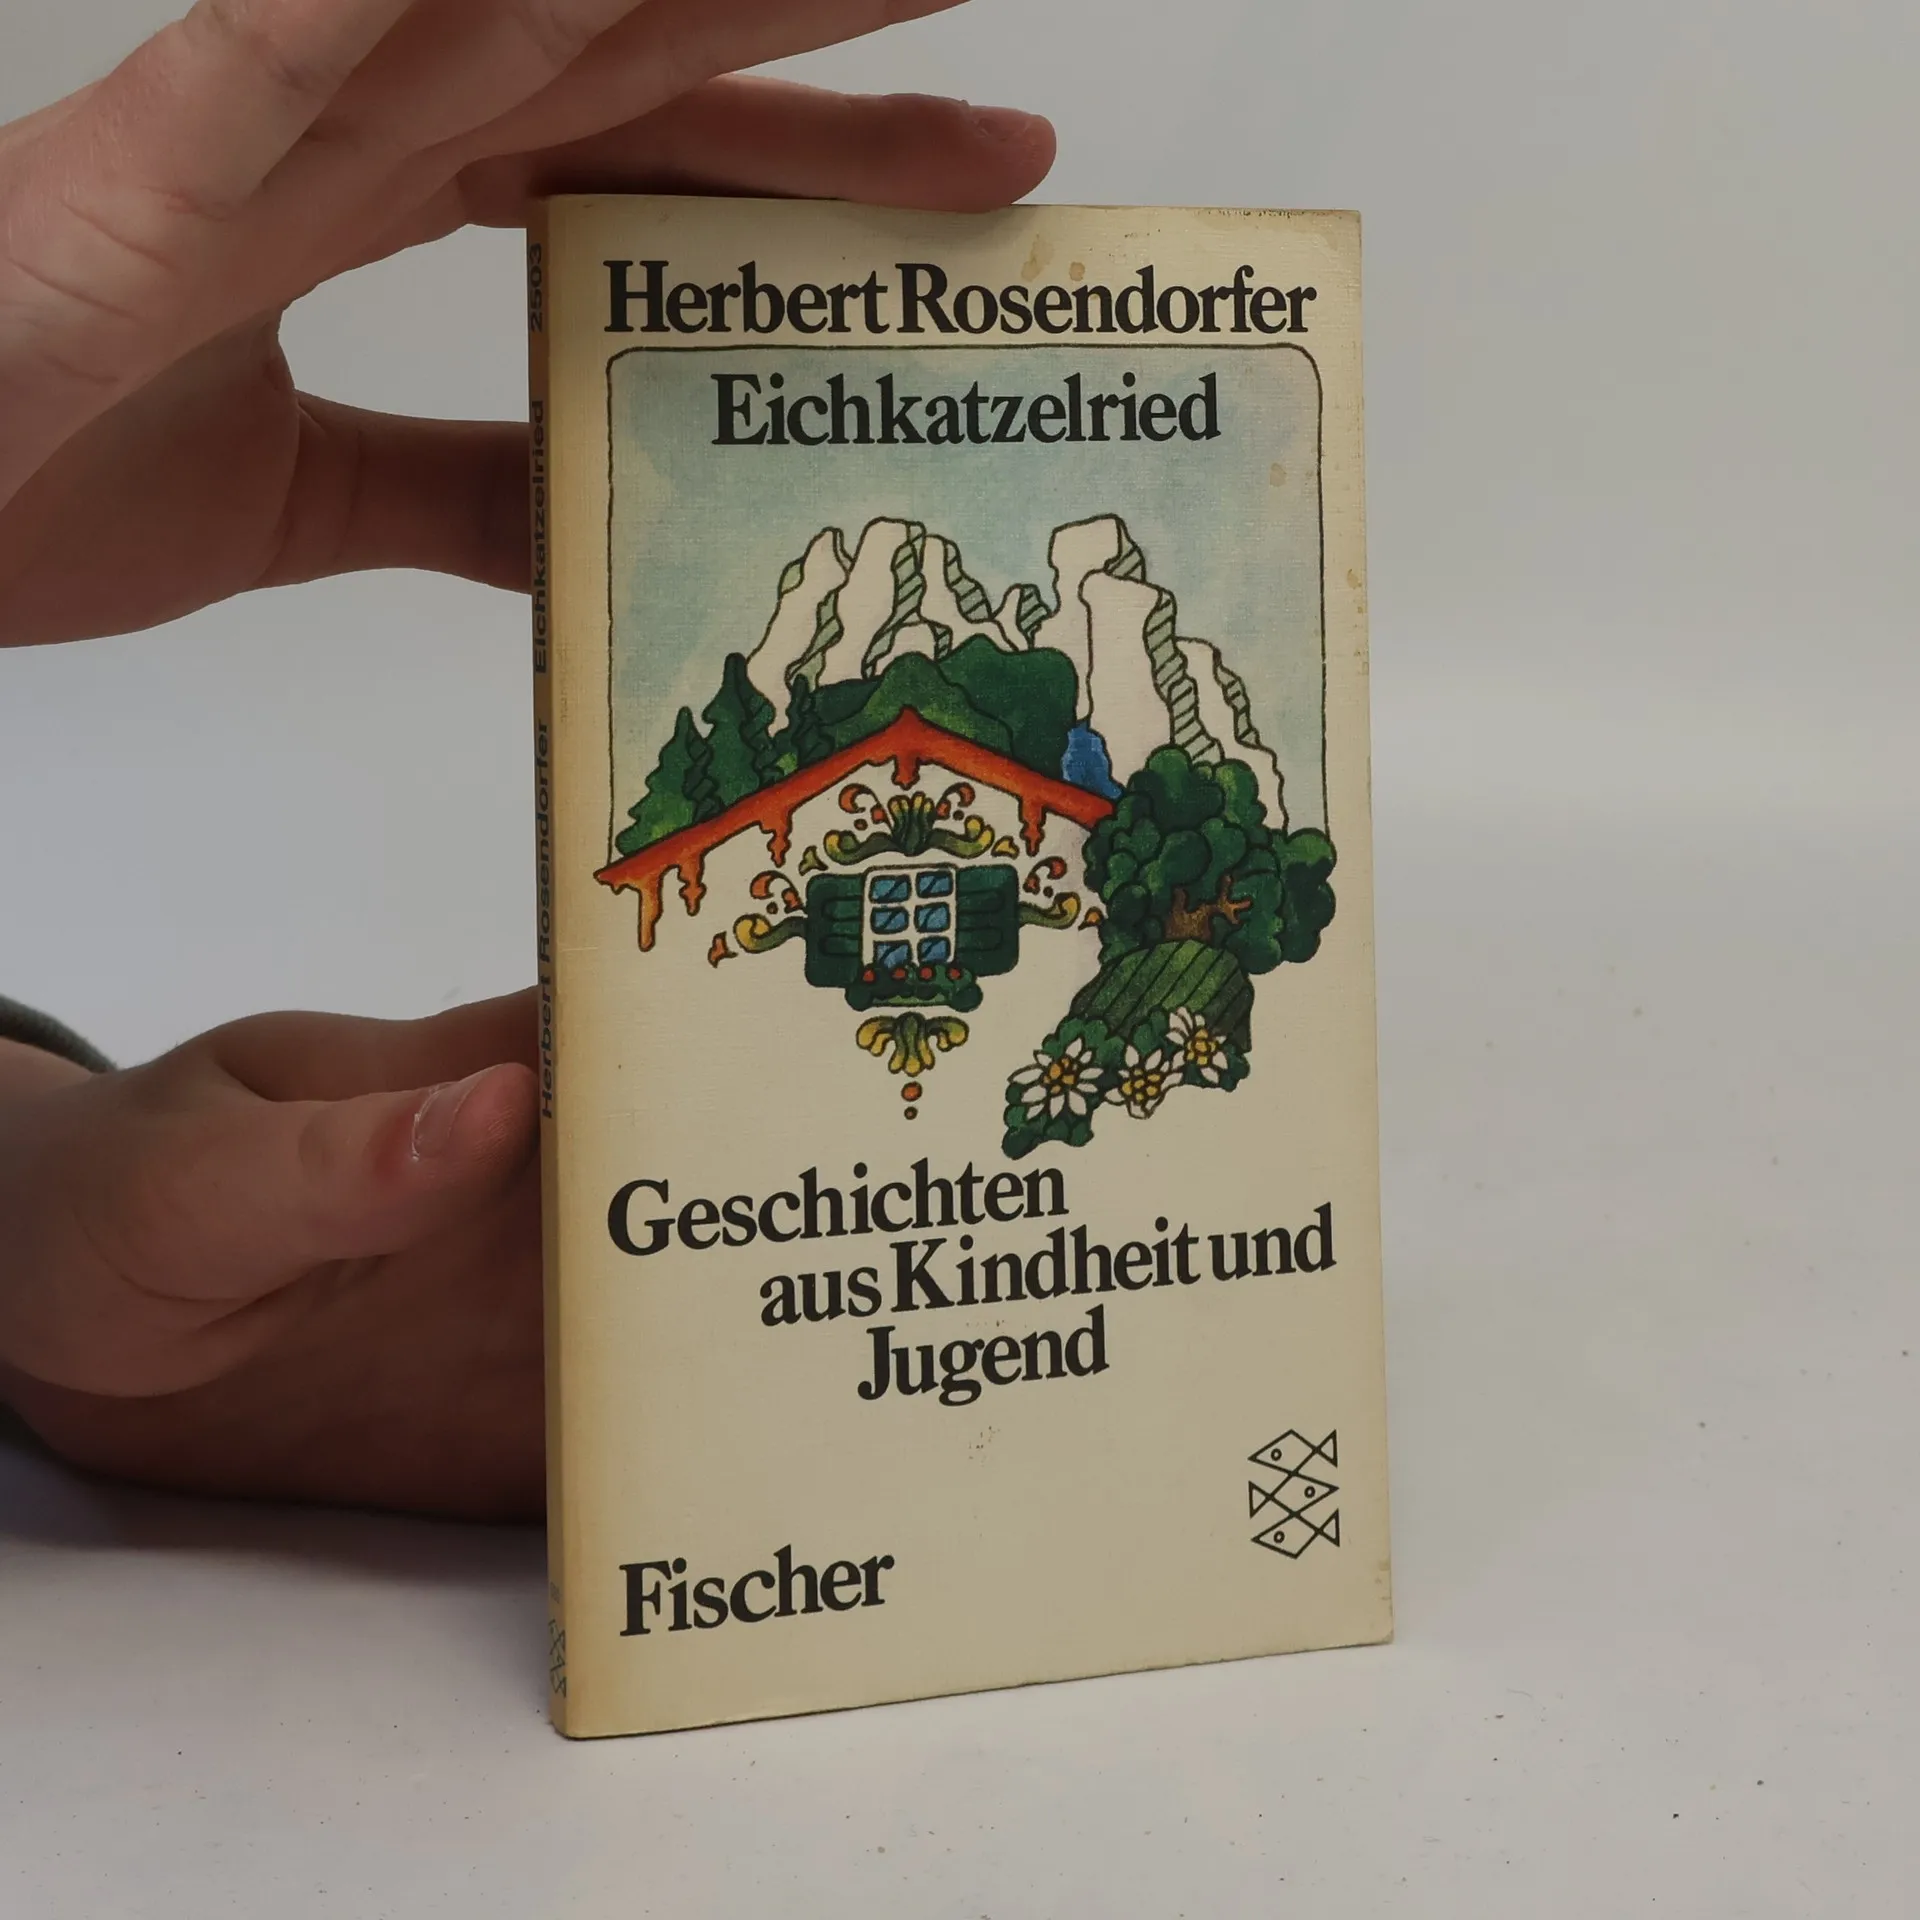 Herbert Rosendorfer
Eichkatzelried
Geschichten
aus Kindheit und
Jugend
Fischer
Herbert Rosendorfer Eichkatzelried 2503